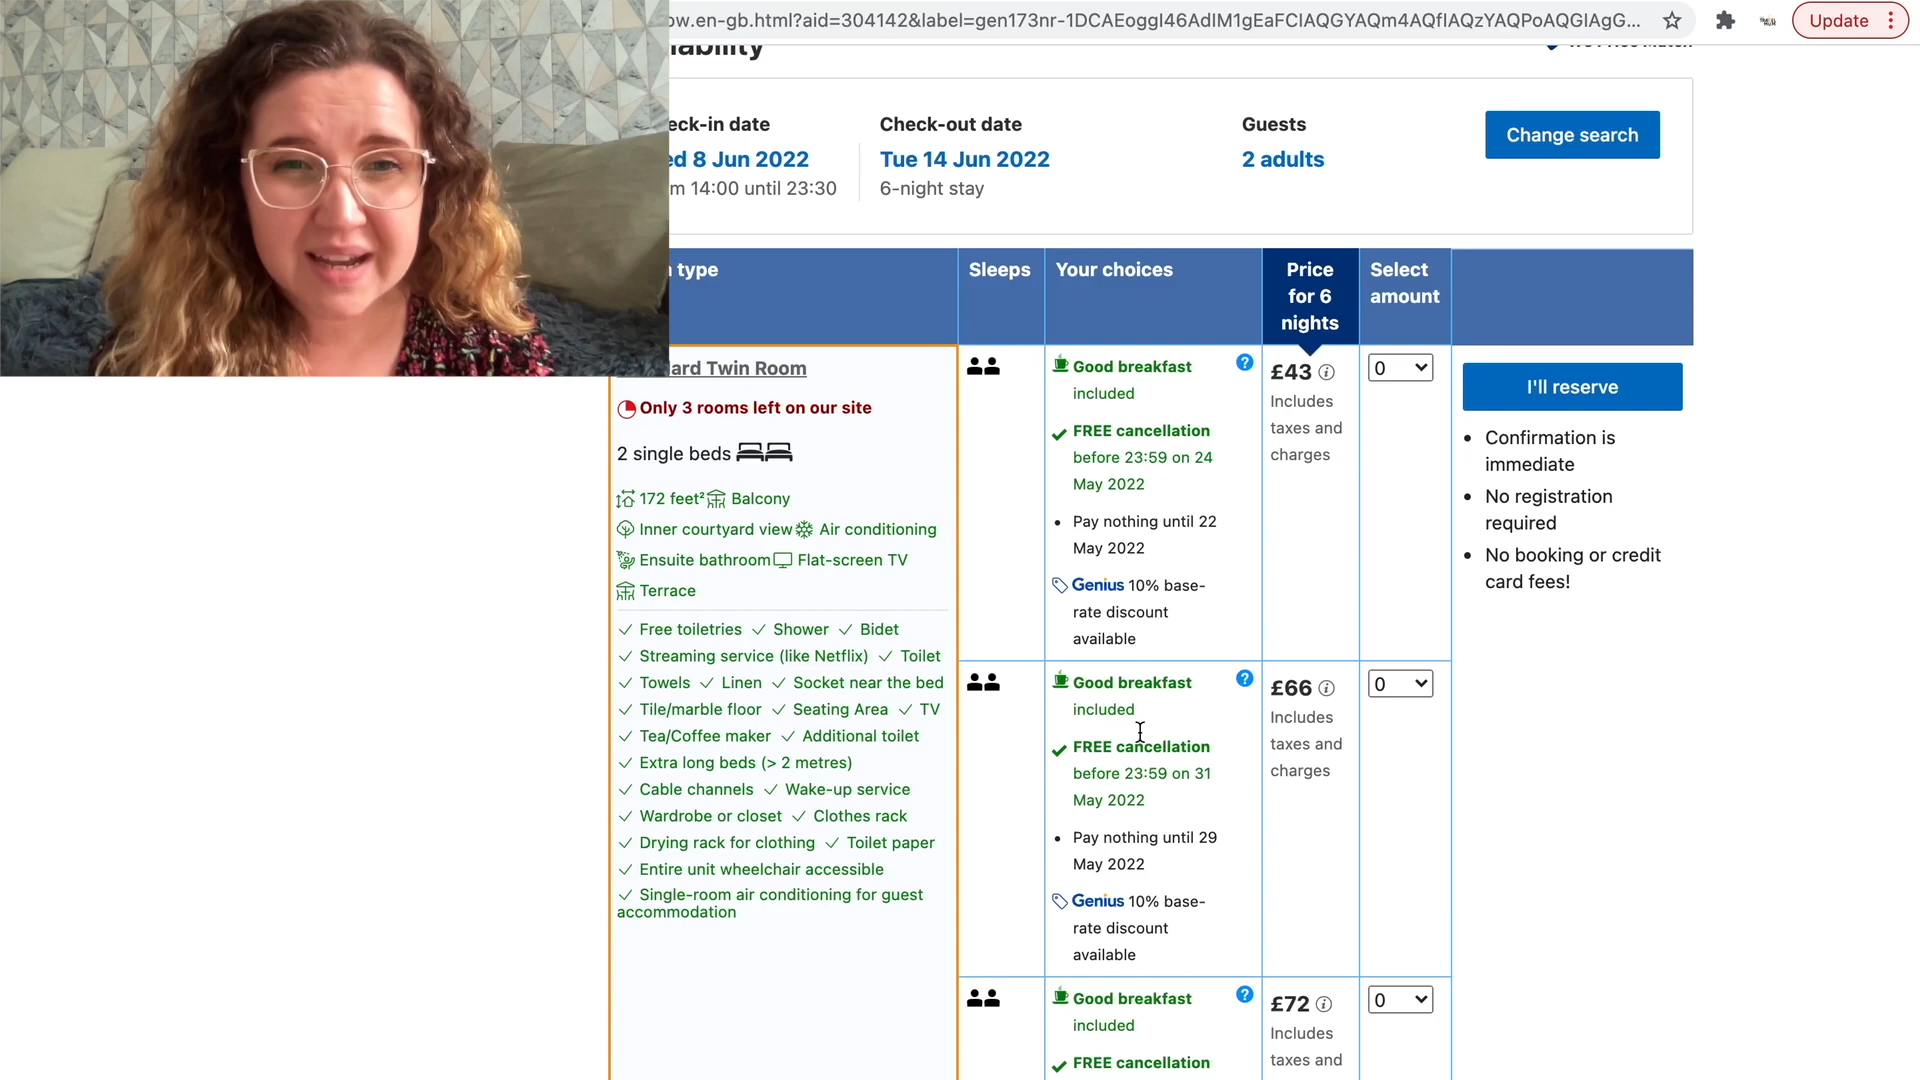 ow.en-gb.html?aid=304142&label=gen173nr-1DCAEoggI46AdIM1gEaFCIAQGYAQm4AQfIAQzYAQPoAQGIAgG...
Update
ability
eck-in date
ed 8 Jun 2022
m 14:00 until 23:30
Check-out date
Tue 14 Jun 2022
6-night stay
Guests
2 adults
Change search
type
Sleeps
Your choices
Price
for 6
nights
Select
amount
dard Twin Room
Only 3 rooms left on our site
2 single beds
172 feet² Balcony
Inner courtyard view Air conditioning
Ensuite bathroom Flat-screen TV
Terrace
Free toiletries Shower Bidet
Streaming service (like Netflix) Toilet
Towels Linen Socket near the bed
Tile/marble floor Seating Area TV
Tea/Coffee maker Additional toilet
Extra long beds (> 2 metres)
Cable channels Wake-up service
Wardrobe or closet Clothes rack
Drying rack for clothing Toilet paper
Entire unit wheelchair accessible
Single-room air conditioning for guest
accommodation
Good breakfast ?
included
FREE cancellation
before 23:59 on 24
May 2022
• Pay nothing until 22
May 2022
Genius 10% base-
rate discount
available
£43
Includes
taxes and
charges
0
I'll reserve
• Confirmation is
immediate
• No registration
required
• No booking or credit
card fees!
Good breakfast ?
included
FREE cancellation
before 23:59 on 31
May 2022
• Pay nothing until 29
May 2022
Genius 10% base-
rate discount
available
£66
Includes
taxes and
charges
0
Good breakfast ?
included
FREE cancellation
£72
Includes
taxes and
0